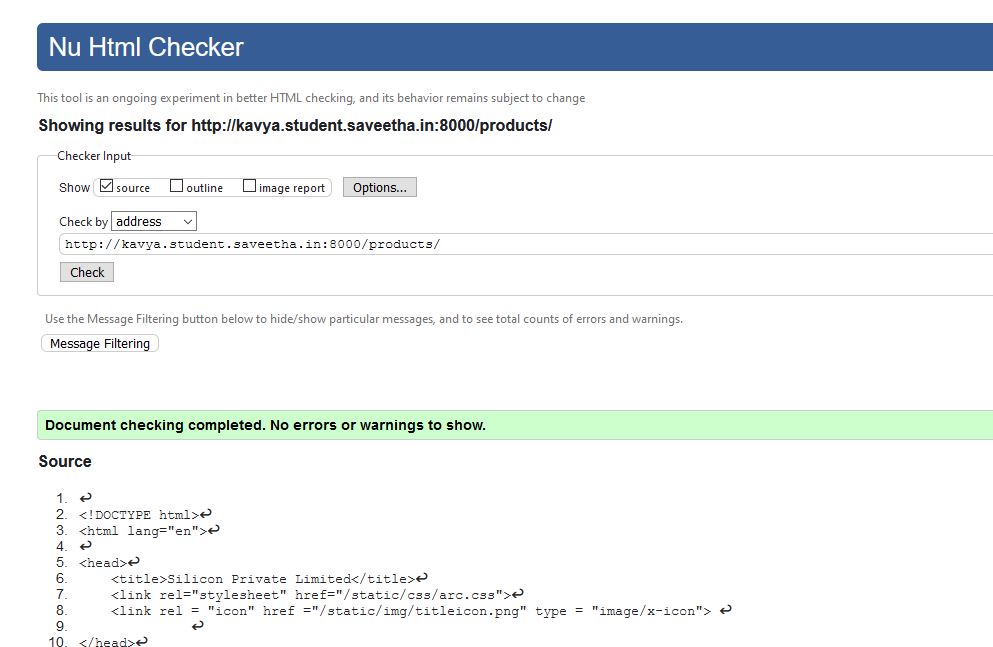 Nu Html Checker
This tool is an ongoing experiment in better HTML checking, and its behavior remains subject to change
Showing results for http://kavya.student.saveetha.in:8000/products/
Checker Input
Show source outline image report Options...
Check by address
http://kavya.student.saveetha.in:8000/products/
Check
Use the Message Filtering button below to hide/show particular messages, and to see total counts of errors and warnings.
Message Filtering
Document checking completed. No errors or warnings to show.
Source
1. ↩
2. <!DOCTYPE html>↩
3. <html lang="en">↩
4. ↩
5. <head>↩
6.     <title>Silicon Private Limited</title>↩
7.     <link rel="stylesheet" href="/static/css/arc.css">↩
8.     <link rel = "icon" href ="/static/img/titleicon.png" type = "image/x-icon"> ↩
9.               ↩
10. </head>↩